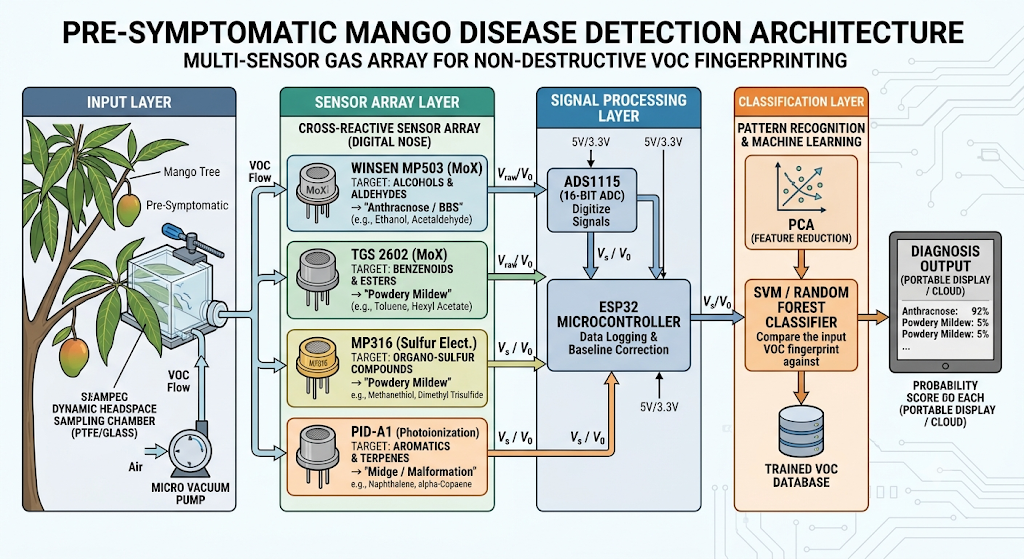 PRE-SYMPTOMATIC MANGO DISEASE DETECTION ARCHITECTURE
MULTI-SENSOR GAS ARRAY FOR NON-DESTRUCTIVE VOC FINGERPRINTING
INPUT LAYER
Mango Tree
Pre-Symptomatic
VOC
Flow
DYNAMIC HEADSPACE
SAMPLING CHAMBER
(PTFE/GLASS)
Air
MICRO VACUUM
PUMP
VOC
Flow
SENSOR ARRAY LAYER
CROSS-REACTIVE SENSOR ARRAY
(DIGITAL NOSE)
MoX
WINSEN MP503 (MoX)
TARGET: ALCOHOLS &
ALDEHYDES
→ "Anthracnose / BBS"
(e.g., Ethanol, Acetaldehyde)
TGS 2602 (MoX)
TARGET: BENZENOIDS
& ESTERS
→ "Powdery Mildew"
(e.g., Toluene, Hexyl Acetate)
MP316 (Sulfur Elect.)
TARGET: ORGANO-SULFUR
COMPOUNDS
→ "Powdery Mildew"
e.g., Methanethiol, Dimethyl Trisulfide
PID-A1 (Photoionization)
TARGET: AROMATICS &
TERPENES
→ "Midge / Malformation"
e.g., Naphthalene, alpha-Copaene
Vraw/V0
Vraw/V0
Vs / V0
Vs / V0
SIGNAL PROCESSING
LAYER
5V/3.3V
5V/3.3V
ADS1115
(16-BIT ADC)
Digitize
Signals
Vs / V0
ESP32
MICROCONTROLLER
Data Logging &
Baseline Correction
5V/3.3V
Vs / V0
Vs/V0
CLASSIFICATION LAYER
PATTERN RECOGNITION
& MACHINE LEARNING
PCA
(FEATURE REDUCTION)
SVM / RANDOM
FOREST
CLASSIFIER
Compare the input
VOC fingerprint
against
TRAINED VOC
DATABASE
DIAGNOSIS
OUTPUT
(PORTABLE DISPLAY
/ CLOUD)
Anthracnose: 92%
Powdery Mildew: 5%
Powdery Mildew: 5%
...
PROBABILITY
SCORE EACH
(PORTABLE DISPLAY
/ CLOUD)